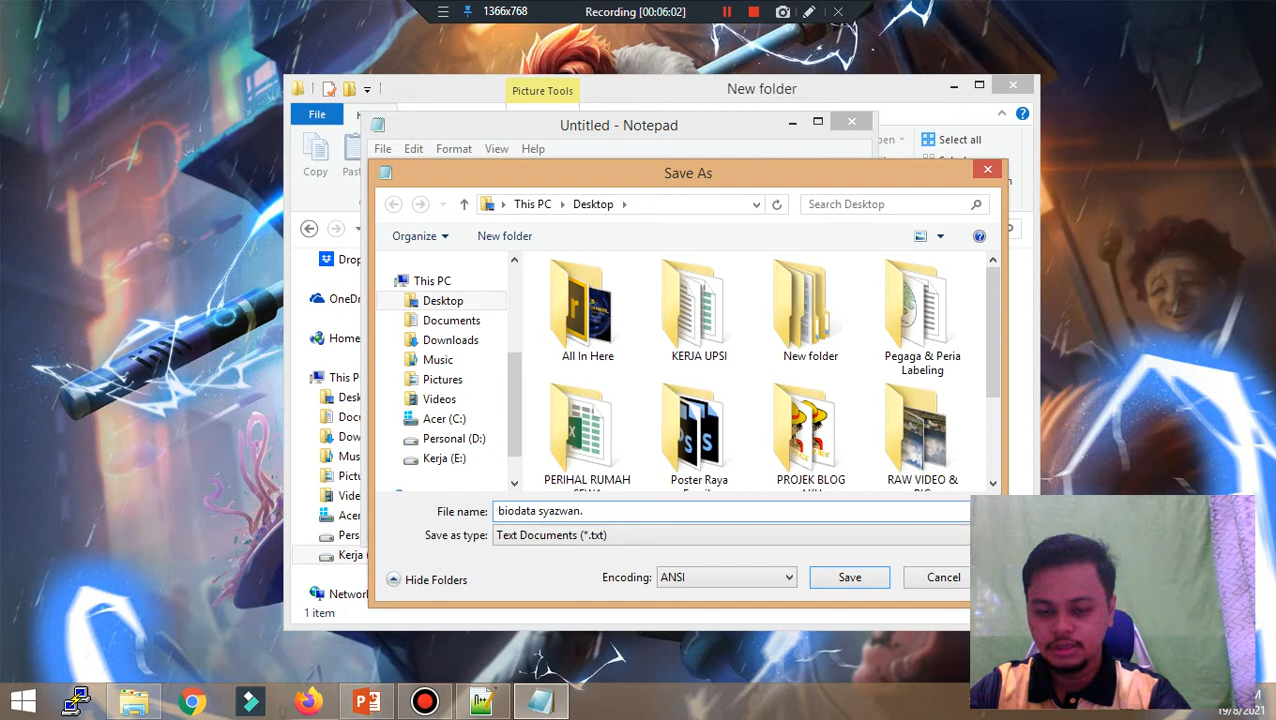 1366x768
Recording [00:06:02]
Picture Tools
New folder
File
Untitled - Notepad
Select all
File Edit Format View Help
Copy
Save As
This PC
Desktop
Search Desktop
Organize
New folder
This PC
Desktop
Documents
Downloads
Music
Pictures
Videos
Acer (C:)
Personal (D:)
Kerja (E:)
All In Here
KERJA UPSI
New folder
Pegaga & Peria
Labeling
PERIHAL RUMAH
Poster Raya
PROJEK BLOG
RAW VIDEO &
File name:
biodata syazwan.
Save as type:
Text Documents (*.txt)
Hide Folders
Encoding:
ANSI
Save
Cancel
1 item
19/8/2021